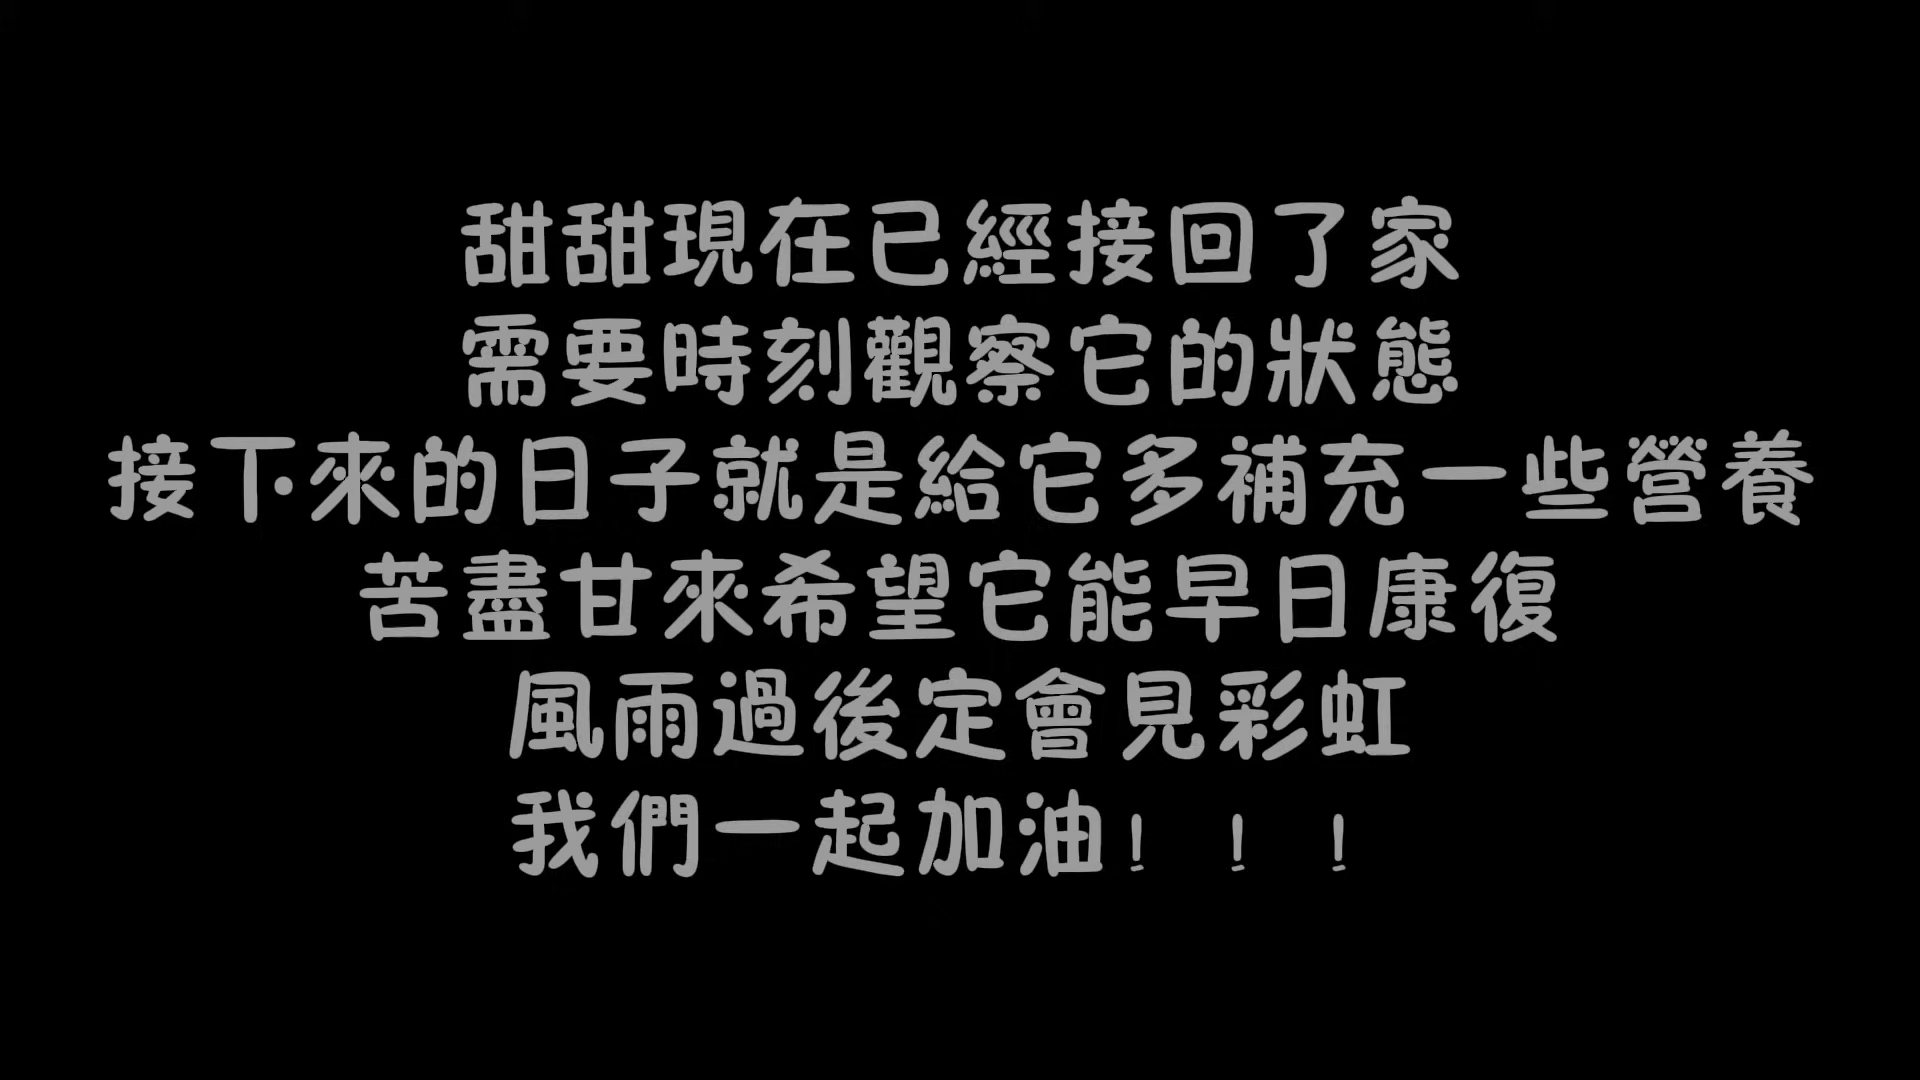 甜甜現在已經接回了家
需要時刻觀察它的狀態
接下來的日子就是給它多補充一些營養
苦盡甘來希望它能早日康復
風雨過後定會見彩虹
我們一起加油！！！